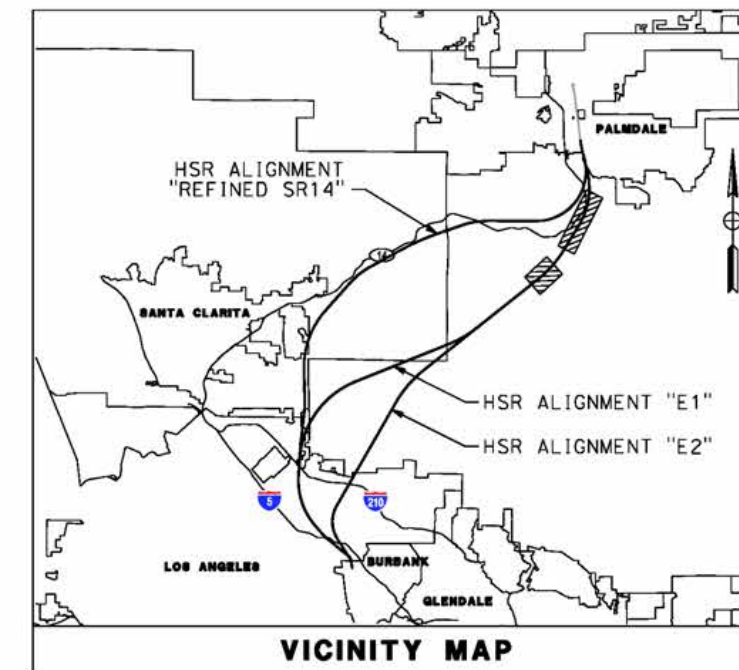 PALMDALE
HSR ALIGNMENT
"REFINED SR14"
14
SANTA CLARITA
HSR ALIGNMENT "E1"
HSR ALIGNMENT "E2"
5
210
LOS ANGELES
BURBANK
GLENDALE
VICINITY MAP